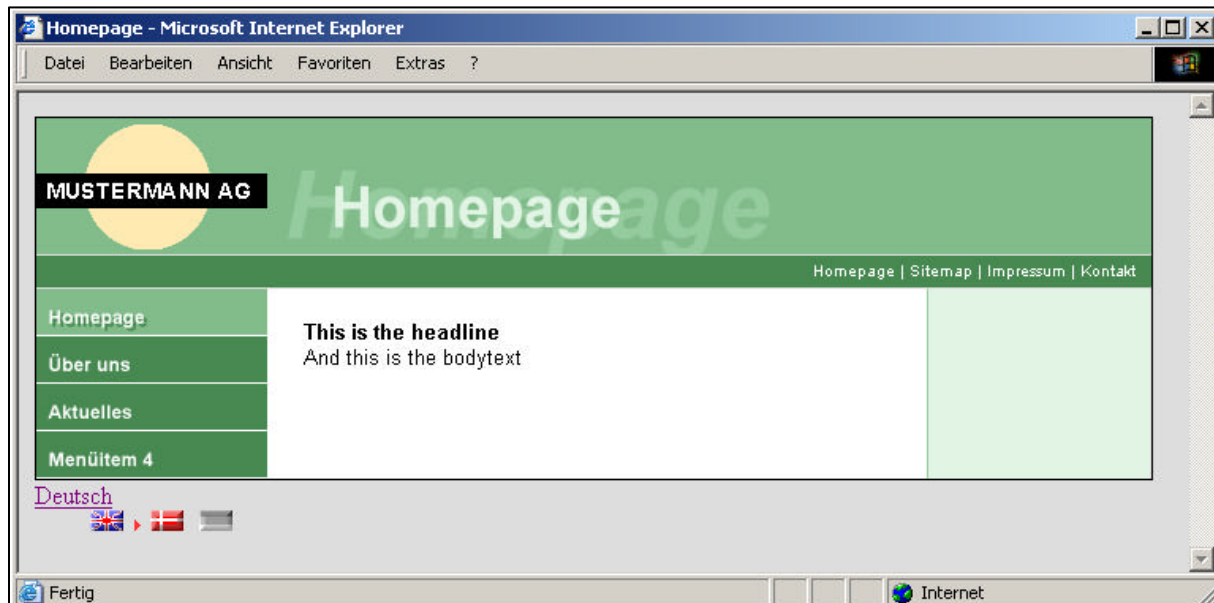 Homepage - Microsoft Internet Explorer
Datei Bearbeiten Ansicht Favoriten Extras ?
MUSTERMANN AG
Homepage
Homepage
Homepage | Sitemap | Impressum | Kontakt
Homepage
Über uns
Aktuelles
Menüitem 4
This is the headline
And this is the bodytext
Deutsch
Fertig
Internet